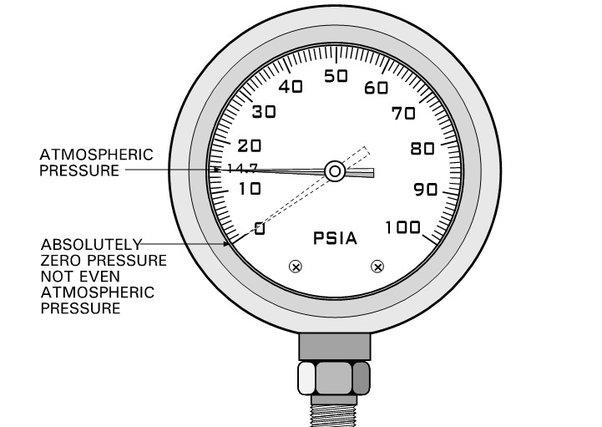 50
40
60
30
70
20
80
ATMOSPHERIC
PRESSURE
14.7
10
90
0
100
PSIA
ABSOLUTELY
ZERO PRESSURE
NOT EVEN
ATMOSPHERIC
PRESSURE